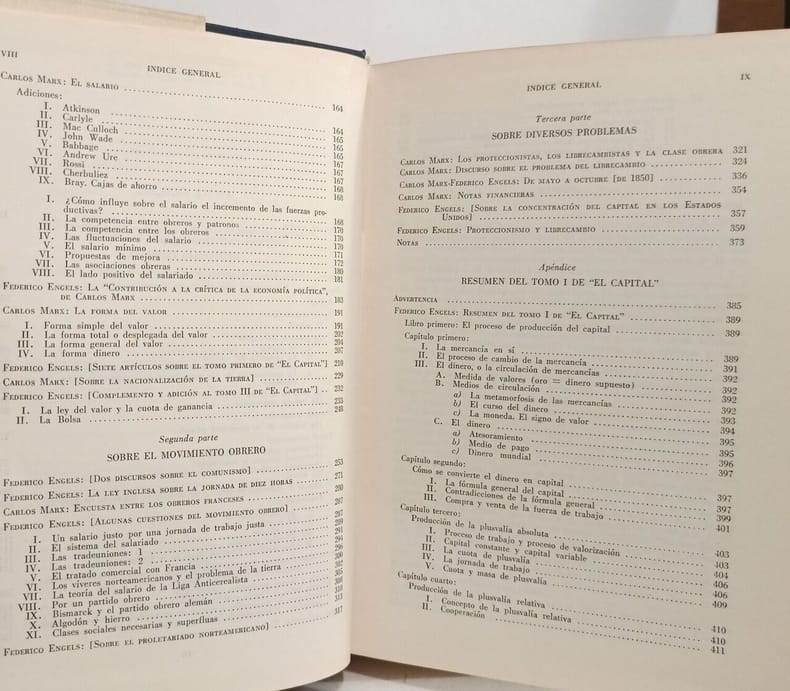 VIII
INDICE GENERAL
CARLOS MARX: EL SALARIO 164
Adiciones:
I. Atkinson 164
II. Carlyle 164
III. Mac Culloch 165
IV. John Wade 165
V. Babbage 165
VI. Andrew Ure 167
VII. Rossi 167
VIII. Cherbuliez 168
IX. Bray. Cajas de ahorro 168
I. ¿Cómo influye sobre el salario el incremento de las fuerzas pro-
ductivas? 168
II. La competencia entre obreros y patronos 170
III. La competencia entre los obreros 170
IV. Las fluctuaciones del salario 170
V. El salario mínimo 171
VI. Propuestas de mejora 172
VII. Las asociaciones obreras 180
VIII. El lado positivo del salariado 181
FEDERICO ENGELS: LA "CONTRIBUCIÓN A LA CRÍTICA DE LA ECONOMÍA POLÍTICA",
DE CARLOS MARX 183
CARLOS MARX: LA FORMA DEL VALOR 191
I. Forma simple del valor 191
II. La forma total o desplegada del valor 202
III. La forma general del valor 204
IV. La forma dinero 207
FEDERICO ENGELS: [SIETE ARTÍCULOS SOBRE EL TOMO PRIMERO DE "EL CAPITAL"] 210
CARLOS MARX: [SOBRE LA NACIONALIZACIÓN DE LA TIERRA] 229
FEDERICO ENGELS: [COMPLEMENTO Y ADICIÓN AL TOMO III DE "EL CAPITAL"] 232
I. La ley del valor y la cuota de ganancia 233
II. La Bolsa 248
Segunda parte
SOBRE EL MOVIMIENTO OBRERO
FEDERICO ENGELS: [DOS DISCURSOS SOBRE EL COMUNISMO] 253
FEDERICO ENGELS: LA LEY INGLESA SOBRE LA JORNADA DE DIEZ HORAS 271
CARLOS MARX: ENCUESTA ENTRE LOS OBREROS FRANCESES 280
FEDERICO ENGELS: [ALGUNAS CUESTIONES DEL MOVIMIENTO OBRERO] 287
I. Un salario justo por una jornada de trabajo justa 287
II. El sistema del salariado 289
III. Las tradeuniones: 1 291
IV. Las tradeuniones: 2 294
V. El tratado comercial con Francia 296
VI. Los víveres norteamericanos y el problema de la tierra 300
VII. La teoría del salario de la Liga Anticerealista 302
VIII. Por un partido obrero 305
IX. Bismarck y el partido obrero alemán 308
X. Algodón y hierro 310
XI. Clases sociales necesarias y superfluas 313
FEDERICO ENGELS: [SOBRE EL PROLETARIADO NORTEAMERICANO] 317
INDICE GENERAL
IX
Tercera parte
SOBRE DIVERSOS PROBLEMAS
CARLOS MARX: LOS PROTECCIONISTAS, LOS LIBRECAMBISTAS Y LA CLASE OBRERA 321
CARLOS MARX: DISCURSO SOBRE EL PROBLEMA DEL LIBRECAMBIO 324
CARLOS MARX-FEDERICO ENGELS: DE MAYO A OCTUBRE [DE 1850] 336
CARLOS MARX: NOTAS FINANCIERAS 354
FEDERICO ENGELS: [SOBRE LA CONCENTRACIÓN DEL CAPITAL EN LOS ESTADOS
UNIDOS] 357
FEDERICO ENGELS: PROTECCIONISMO Y LIBRECAMBIO 359
NOTAS 373
Apéndice
RESUMEN DEL TOMO I DE "EL CAPITAL"
ADVERTENCIA 385
FEDERICO ENGELS: RESUMEN DEL TOMO I DE "EL CAPITAL" 389
Libro primero: El proceso de producción del capital 389
Capítulo primero:
I. La mercancía en sí 389
II. El proceso de cambio de la mercancía 391
III. El dinero, o la circulación de mercancías 392
A. Medida de valores (oro = dinero supuesto) 392
B. Medios de circulación 392
a) La metamorfosis de las mercancías 392
b) El curso del dinero 393
c) La moneda. El signo de valor 394
C. El dinero 395
a) Atesoramiento 395
b) Medio de pago 396
c) Dinero mundial 397
Capítulo segundo:
Cómo se convierte el dinero en capital
I. La fórmula general del capital 397
II. Contradicciones de la fórmula general 397
III. Compra y venta de la fuerza de trabajo 399
Capítulo tercero: 401
Producción de la plusvalía absoluta
I. Proceso de trabajo y proceso de valorización 403
II. Capital constante y capital variable 403
III. La cuota de plusvalía 404
IV. La jornada de trabajo 406
V. Cuota y masa de plusvalía 406
409
Capítulo cuarto:
Producción de la plusvalía relativa 410
I. Concepto de la plusvalía relativa 410
II. Cooperación 411